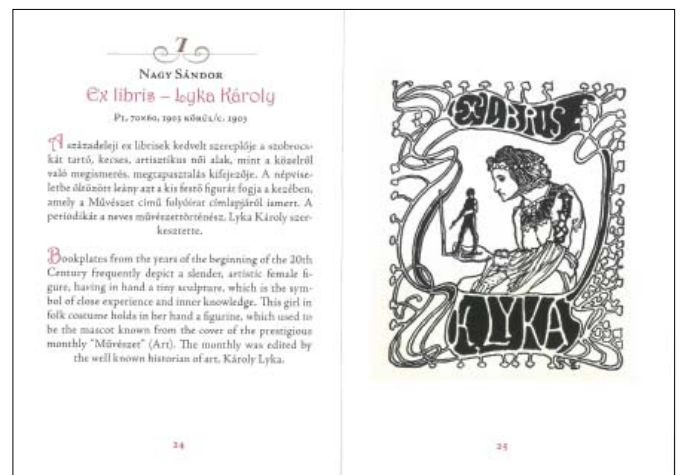 7
NAGY SÁNDOR
Ex libris – Lyka Károly
P1, 70×60, 1903 KÖRÜL/C. 1903
A századeleji ex librisek kedvelt szereplője a szobrocs-
kát tartó, kecses, artisztikus női alak, mint a közelről
való megismerés, megtapasztalás kifejezője. A népvise-
letbe öltözött leány azt a kis festő figurát fogja a kezében,
amely a Művészet című folyóirat címlapjáról ismert. A
periodikát a neves művészettörténész, Lyka Károly szer-
kesztette.
Bookplates from the years of the beginning of the 20th
Century frequently depict a slender, artistic female fi-
gure, having in hand a tiny sculpture, which is the sym-
bol of close experience and inner knowledge. This girl in
folk costume holds in her hand a figurine, which used to
be the mascot known from the cover of the prestigious
monthly "Művészet" (Art). The monthly was edited by
the well known historian of art, Károly Lyka.
24
EX LIBRIS
K. LYKA
25